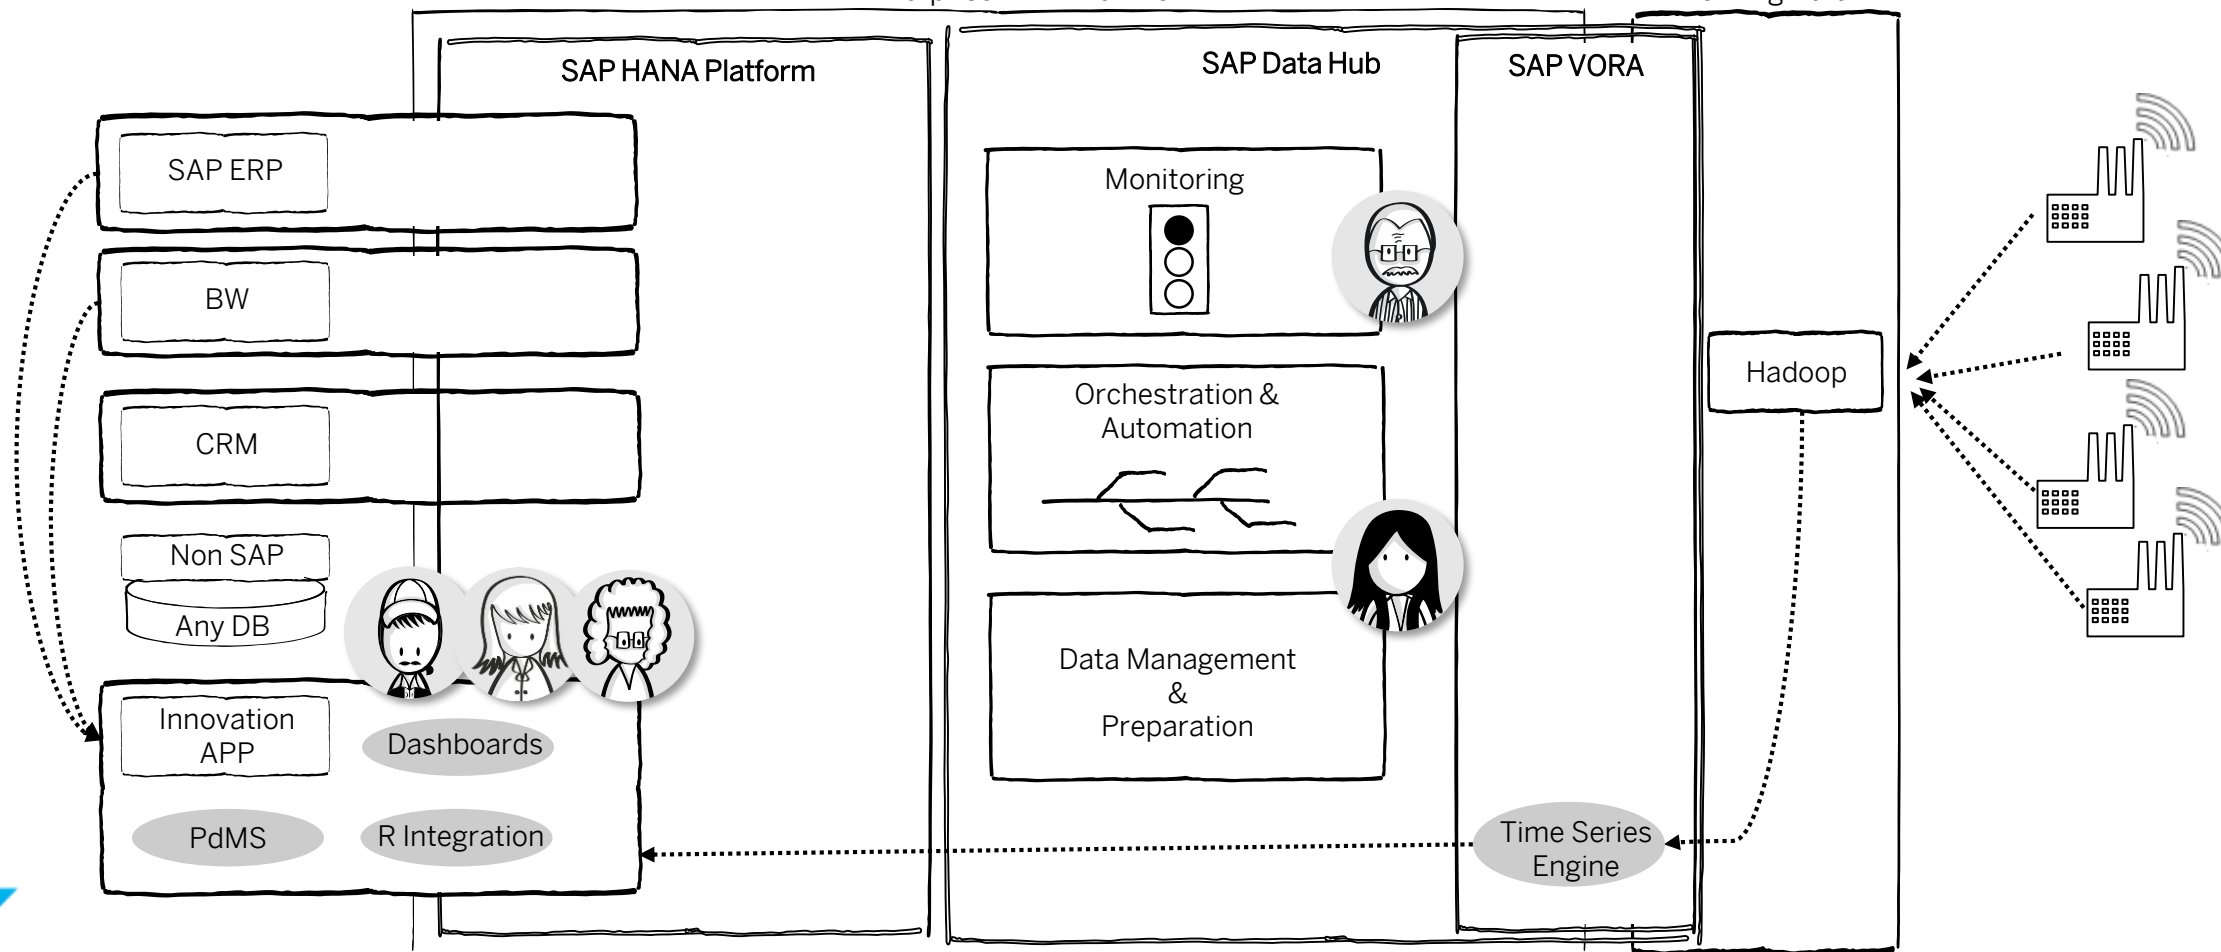 SAP HANA Platform
SAP Data Hub
SAP VORA
SAP ERP
BW
CRM
Non SAP
Any DB
Innovation
APP
Dashboards
PdMS
R Integration
Monitoring
Orchestration &
Automation
Data Management
&
Preparation
Time Series
Engine
Hadoop